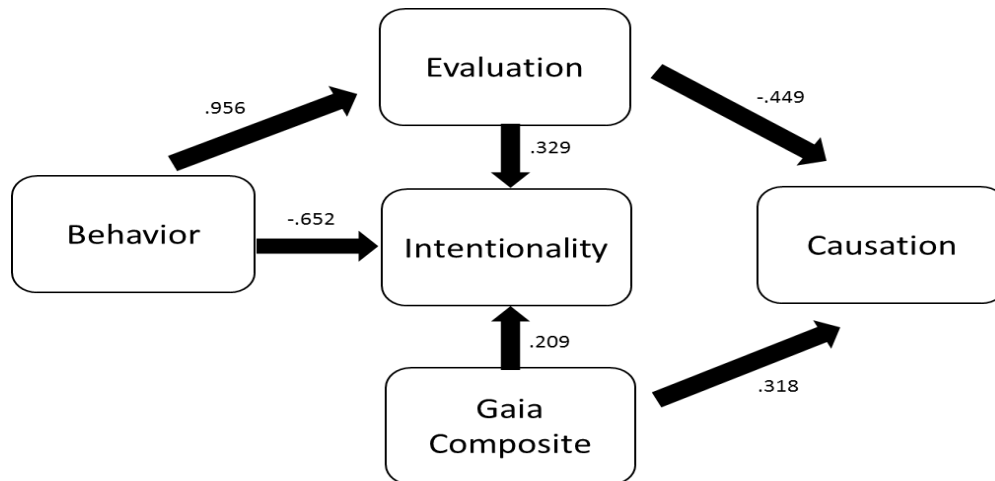 Evaluation
.956
-.449
.329
Behavior
-.652
Intentionality
Causation
.209
.318
Gaia
Composite